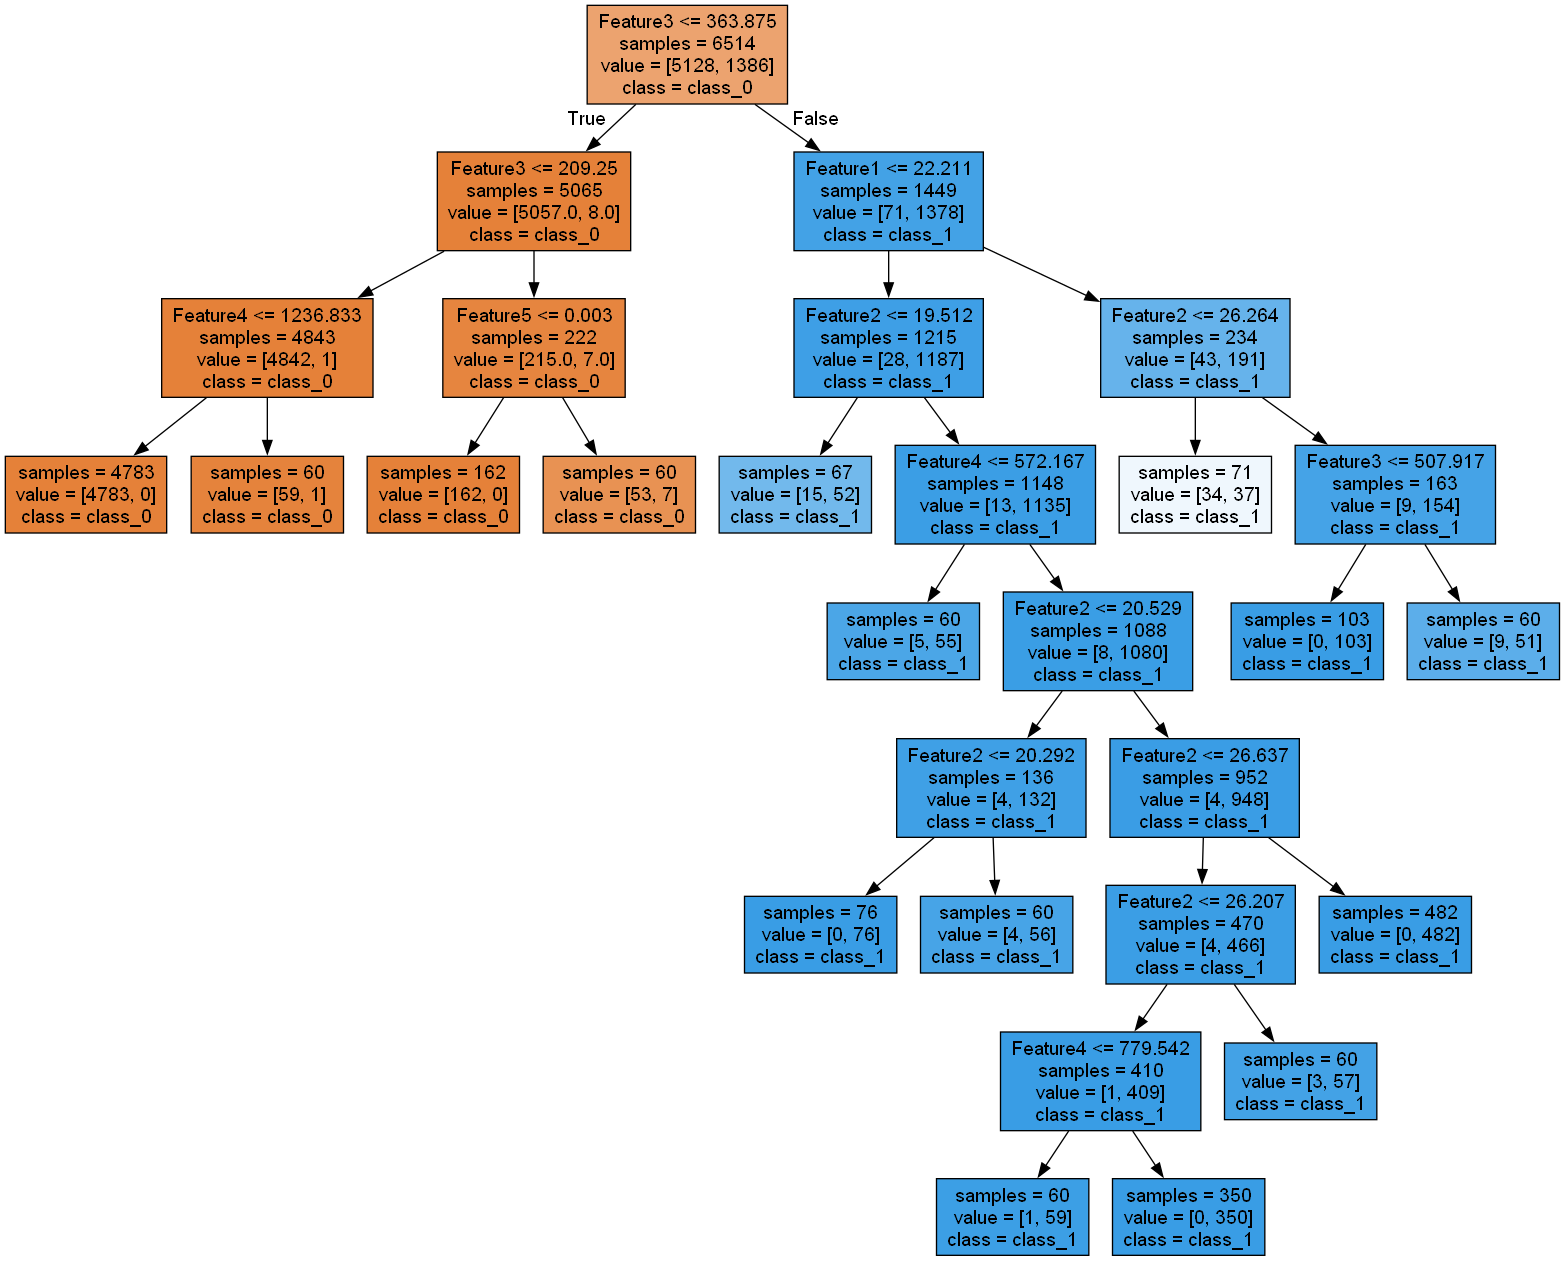 Feature3 <= 363.875
samples = 6514
value = [5128, 1386]
class = class_0
True
False
Feature3 <= 209.25
samples = 5065
value = [5057.0, 8.0]
class = class_0
Feature1 <= 22.211
samples = 1449
value = [71, 1378]
class = class_1
Feature4 <= 1236.833
samples = 4843
value = [4842, 1]
class = class_0
Feature5 <= 0.003
samples = 222
value = [215.0, 7.0]
class = class_0
Feature2 <= 19.512
samples = 1215
value = [28, 1187]
class = class_1
Feature2 <= 26.264
samples = 234
value = [43, 191]
class = class_1
samples = 4783
value = [4783, 0]
class = class_0
samples = 60
value = [59, 1]
class = class_0
samples = 162
value = [162, 0]
class = class_0
samples = 60
value = [53, 7]
class = class_0
samples = 67
value = [15, 52]
class = class_1
Feature4 <= 572.167
samples = 1148
value = [13, 1135]
class = class_1
samples = 71
value = [34, 37]
class = class_1
Feature3 <= 507.917
samples = 163
value = [9, 154]
class = class_1
samples = 60
value = [5, 55]
class = class_1
Feature2 <= 20.529
samples = 1088
value = [8, 1080]
class = class_1
samples = 103
value = [0, 103]
class = class_1
samples = 60
value = [9, 51]
class = class_1
Feature2 <= 20.292
samples = 136
value = [4, 132]
class = class_1
Feature2 <= 26.637
samples = 952
value = [4, 948]
class = class_1
samples = 76
value = [0, 76]
class = class_1
samples = 60
value = [4, 56]
class = class_1
Feature2 <= 26.207
samples = 470
value = [4, 466]
class = class_1
samples = 482
value = [0, 482]
class = class_1
Feature4 <= 779.542
samples = 410
value = [1, 409]
class = class_1
samples = 60
value = [3, 57]
class = class_1
samples = 60
value = [1, 59]
class = class_1
samples = 350
value = [0, 350]
class = class_1